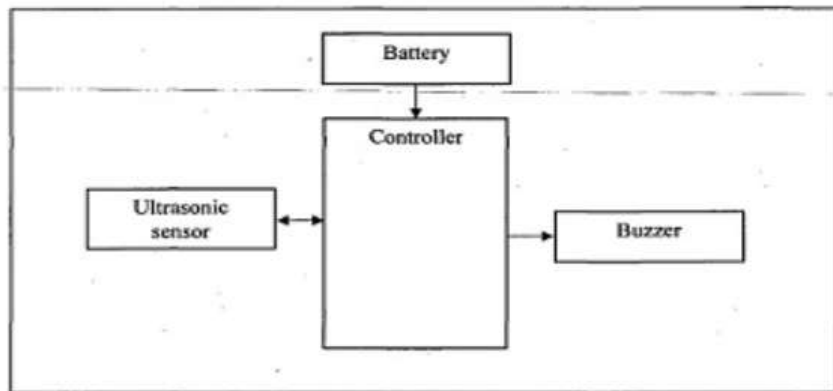 Battery
Controller
Ultrasonic
sensor
Buzzer